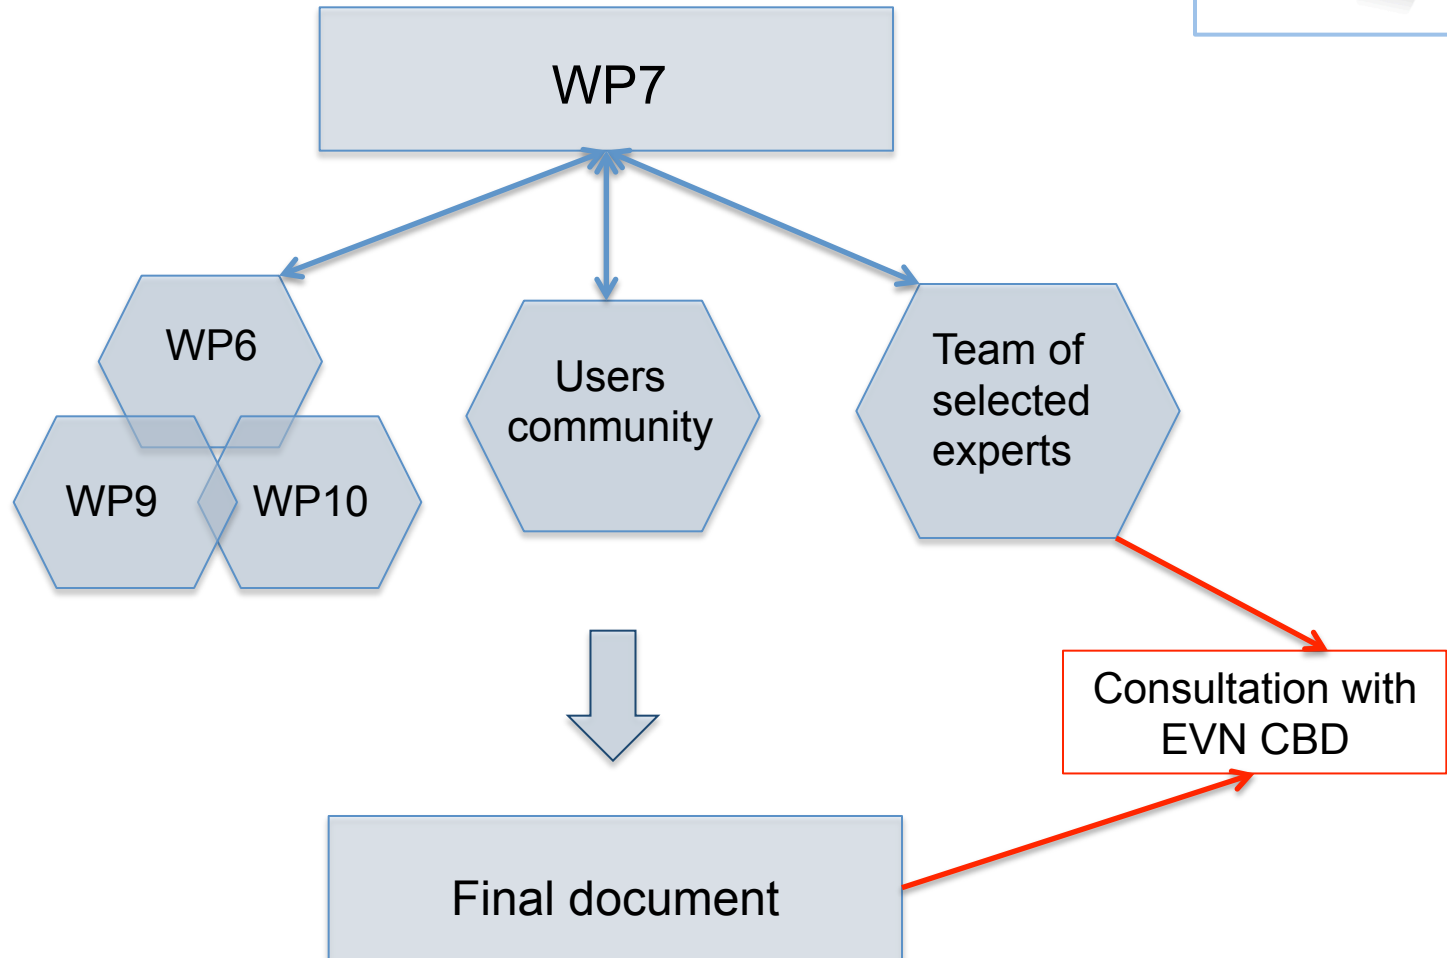 WP7
WP6
WP9
WP10
Users
community
Team of
selected
experts
Consultation with
EVN CBD
Final document